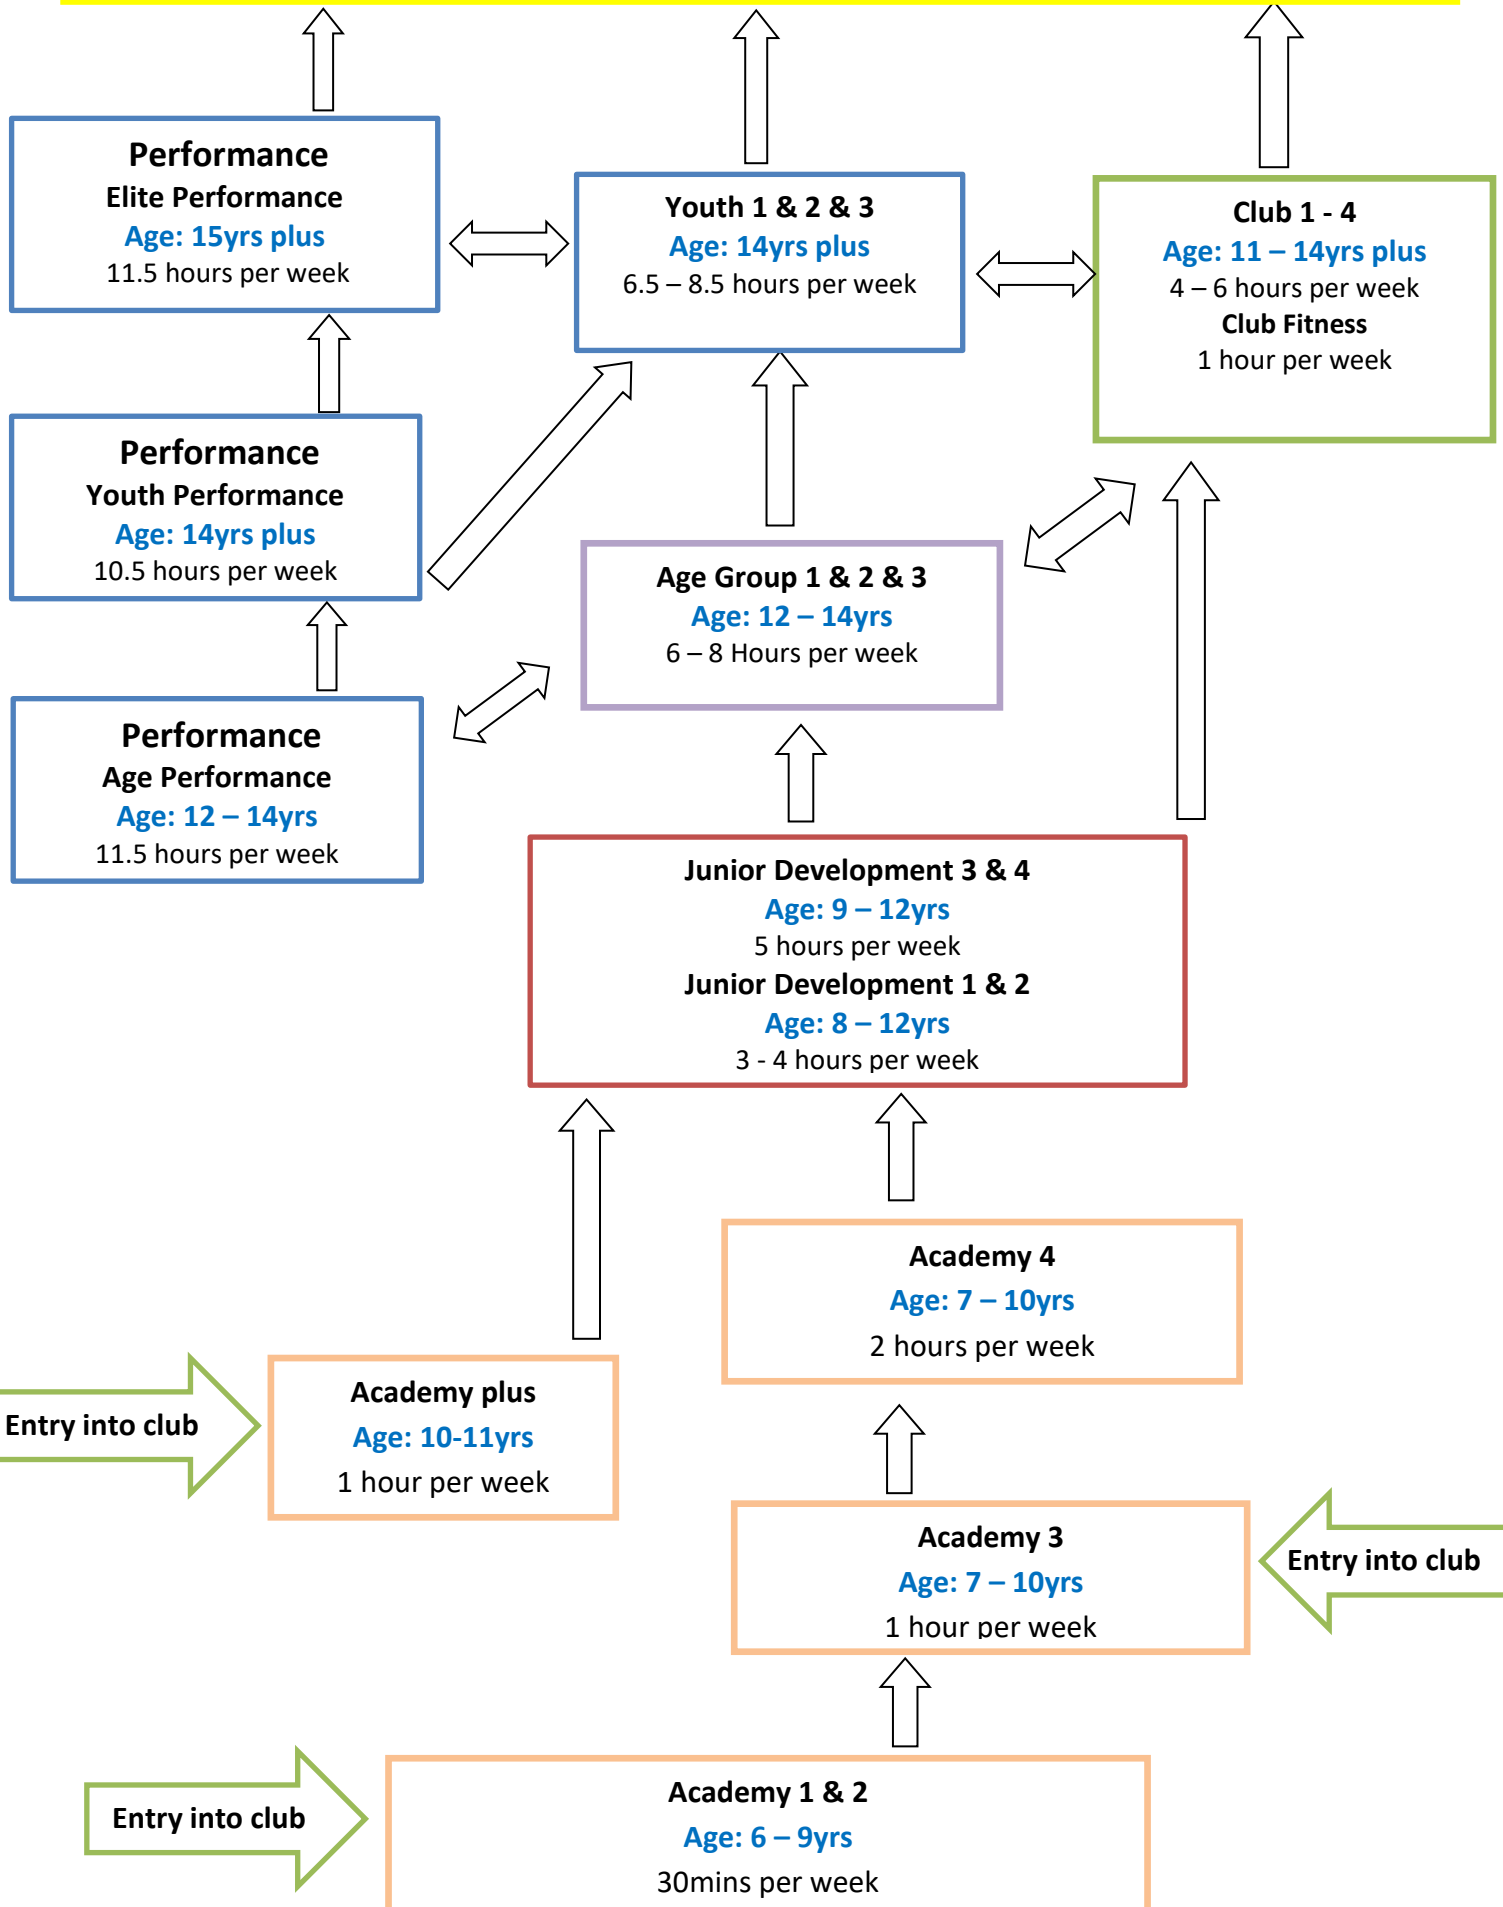 Performance
Elite Performance
Age: 15yrs plus
11.5 hours per week
Youth 1 & 2 & 3
Age: 14yrs plus
6.5 – 8.5 hours per week
Club 1 - 4
Age: 11 – 14yrs plus
4 – 6 hours per week
Club Fitness
1 hour per week
Performance
Youth Performance
Age: 14yrs plus
10.5 hours per week
Age Group 1 & 2 & 3
Age: 12 – 14yrs
6 – 8 Hours per week
Performance
Age Performance
Age: 12 – 14yrs
11.5 hours per week
Junior Development 3 & 4
Age: 9 – 12yrs
5 hours per week
Junior Development 1 & 2
Age: 8 – 12yrs
3 - 4 hours per week
Academy 4
Age: 7 – 10yrs
2 hours per week
Entry into club
Academy plus
Age: 10-11yrs
1 hour per week
Academy 3
Age: 7 – 10yrs
1 hour per week
Entry into club
Entry into club
Academy 1 & 2
Age: 6 – 9yrs
30mins per week